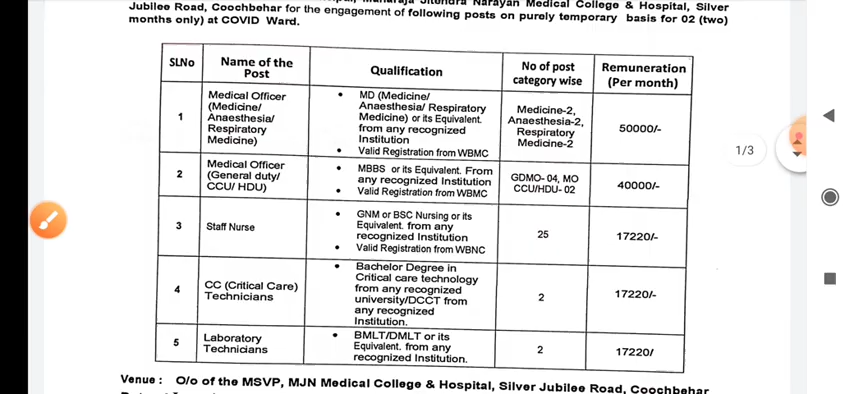 Jitendra Narayan Medical College & Hospital, Silver
Jubilee Road, Coochbehar for the engagement of following posts on purely temporary basis for 02 (two)
months only) at COVID Ward.
SLNo
Name of the
Post
Qualification
No of post
category wise
Remuneration
(Per month)
1
Medical Officer
(Medicine/
Anaesthesia/
Respiratory
Medicine)
• MD (Medicine/
Anaesthesia/ Respiratory
Medicine) or its Equivalent.
from any recognized
Institution
• Valid Registration from WBMC
Medicine-2,
Anaesthesia-2,
Respiratory
Medicine-2
50000/-
2
Medical Officer
(General duty/
CCU/ HDU)
• MBBS or its Equivalent. From
any recognized Institution
• Valid Registration from WBMC
GDMO- 04, MO
CCU/HDU- 02
40000/-
3
Staff Nurse
• GNM or BSC Nursing or its
Equivalent. from any
recognized Institution
• Valid Registration from WBNC
25
17220/-
4
CC (Critical Care)
Technicians
• Bachelor Degree in
Critical care technology
from any recognized
university/DCCT from
any recognized
Institution.
2
17220/-
5
Laboratory
Technicians
• BMLT/DMLT or its
Equivalent. from any
recognized Institution.
2
17220/
Venue : O/o of the MSVP, MJN Medical College & Hospital, Silver Jubilee Road, Coochbehar
1/3